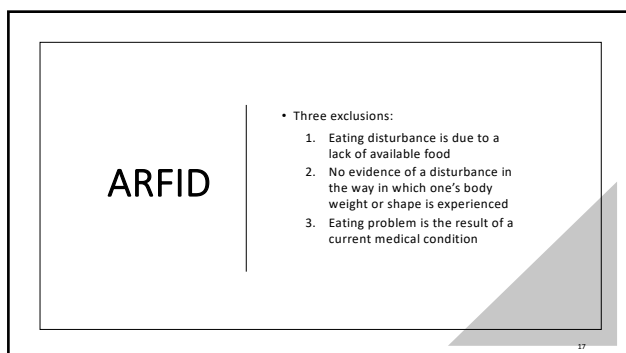 ARFID
• Three exclusions:
1. Eating disturbance is due to a
lack of available food
2. No evidence of a disturbance in
the way in which one's body
weight or shape is experienced
3. Eating problem is the result of a
current medical condition
17